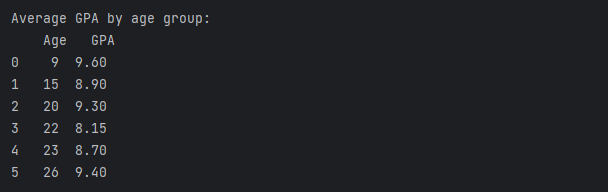 Average GPA by age group:
    Age   GPA
0    9  9.60
1   15  8.90
2   20  9.30
3   22  8.15
4   23  8.70
5   26  9.40